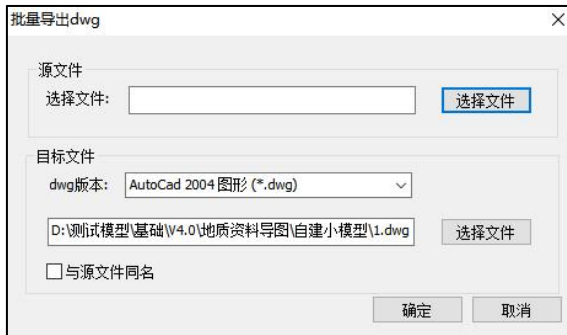 批量导出dwg
源文件
选择文件:
选择文件
目标文件
dwg版本: AutoCad 2004 图形 (*.dwg)
D:\测试模型\基础\V4.0\地质资料导图\自建小模型\1.dwg
选择文件
与源文件同名
确定 取消